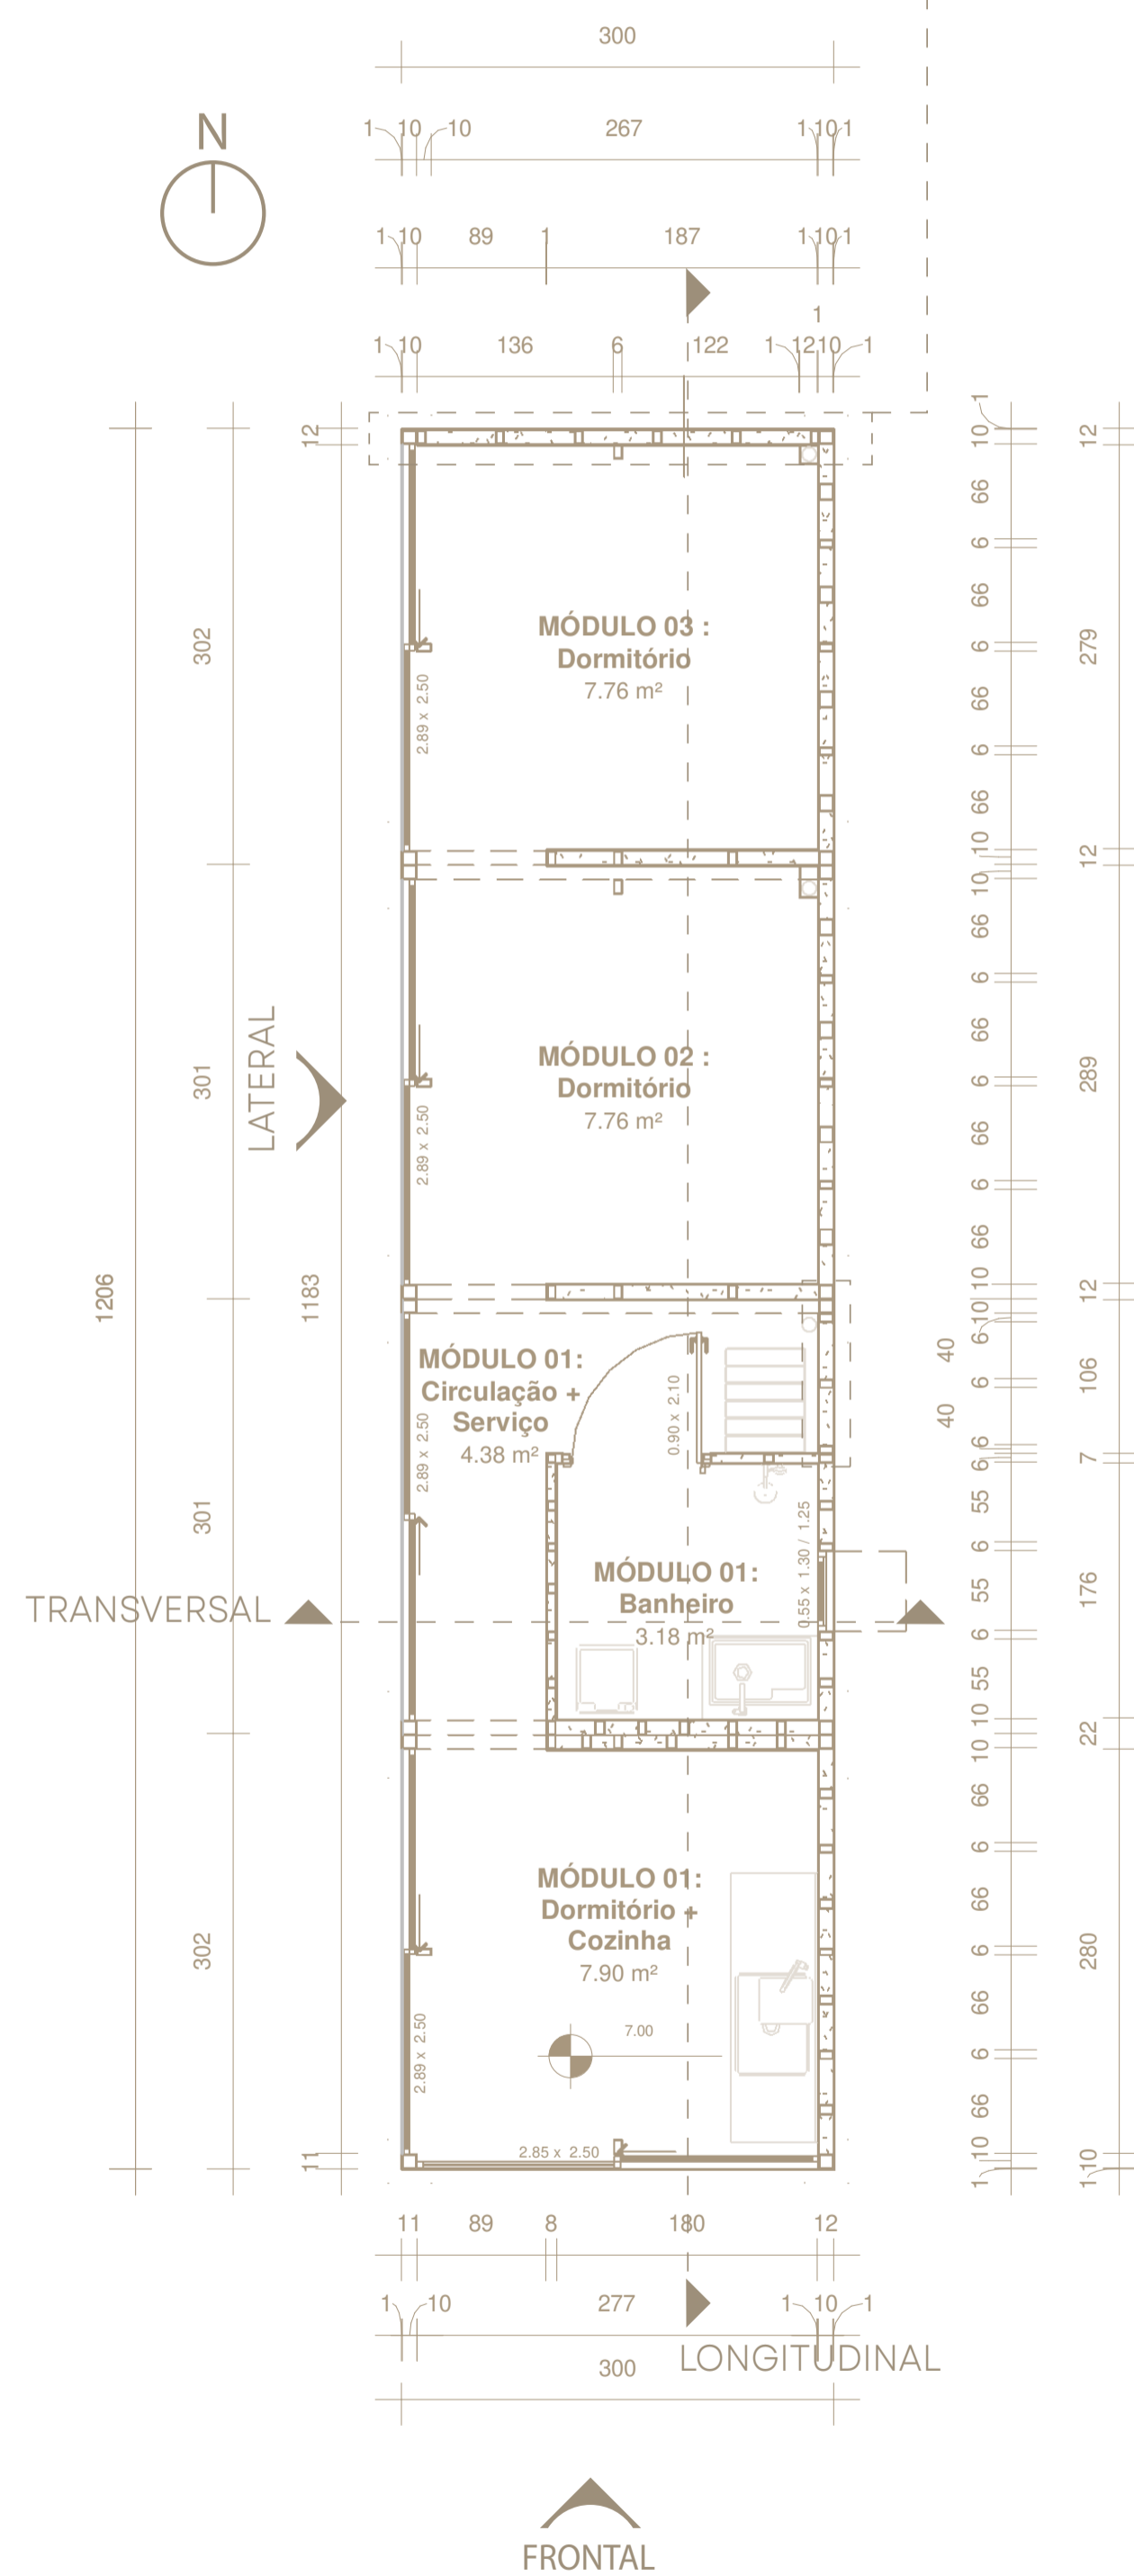 300
1 10 10 267 1 10 1
N
1 10 89 1 187 1 10 1
1
1 10 136 6 122 1 12 10 1
12
302
301
301
302
1206
1183
11
LATERAL
MÓDULO 03 :
Dormitório
7.76 m²
2.89 x 2.50
MÓDULO 02 :
Dormitório
7.76 m²
2.89 x 2.50
MÓDULO 01:
Circulação +
Serviço
4.38 m²
2.89 x 2.50
0.90 x 2.10
MÓDULO 01:
Banheiro
3.18 m²
0.55 x 1.30 / 1.25
TRANSVERSAL
MÓDULO 01:
Dormitório +
Cozinha
7.90 m²
7.00
2.89 x 2.50
2.85 x 2.50
1
10
66
6
66
6
66
6
66
10
10
66
6
66
6
66
6
66
10
10
6
40
6
40
6
6
55
6
55
6
55
10
10
66
6
66
6
66
6
66
10
1
12
279
12
289
12
106
7
176
22
280
10
1
11 89 8 180 12
1 10 277 1 10 1
300
LONGITUDINAL
FRONTAL